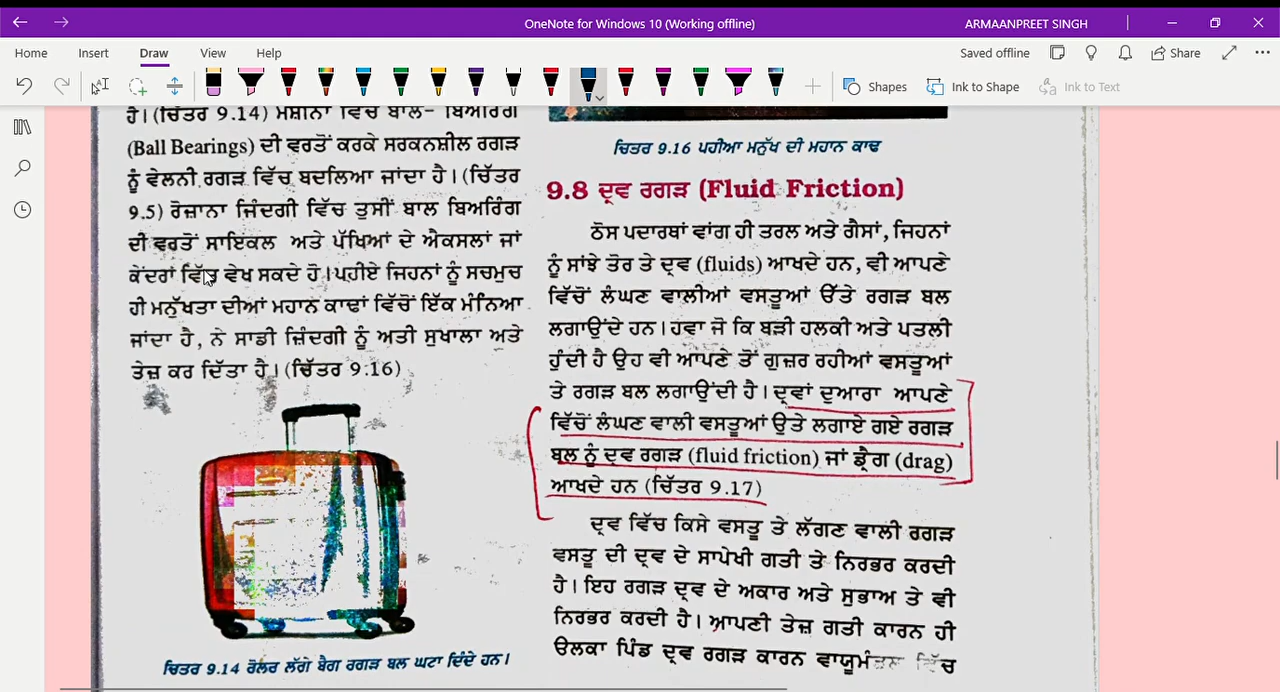 OneNote for Windows 10 (Working offline)
ARMAANPREET SINGH
Home Insert Draw View Help
Saved offline
Share
Shapes
Ink to Shape
Ink to Text
ਹੈ। (ਚਿੱਤਰ 9.14) ਮਸ਼ੀਨਾਂ ਵਿੱਚ ਬਾਲ- ਬਿਅਰਿੰਗ
(Ball Bearings) ਦੀ ਵਰਤੋਂ ਕਰਕੇ ਸਰਕਨਸ਼ੀਲ ਰਗੜ
ਨੂੰ ਵੇਲਨੀ ਰਗੜ ਵਿੱਚ ਬਦਲਿਆ ਜਾਂਦਾ ਹੈ। (ਚਿੱਤਰ
9.5) ਰੋਜ਼ਾਨਾ ਜਿੰਦਗੀ ਵਿੱਚ ਤੁਸੀਂ ਬਾਲ ਬਿਅਰਿੰਗ
ਦੀ ਵਰਤੋਂ ਸਾਇਕਲ ਅਤੇ ਪੱਖਿਆਂ ਦੇ ਐਕਸਲਾਂ ਜਾਂ
ਕੇਂਦਰਾਂ ਵਿੱਚ ਵੇਖ ਸਕਦੇ ਹੋ। ਪਹੀਏ ਜਿਹਨਾਂ ਨੂੰ ਸਚਮੁਚ
ਹੀ ਮਨੁੱਖਤਾ ਦੀਆਂ ਮਹਾਨ ਕਾਢਾਂ ਵਿੱਚੋਂ ਇੱਕ ਮੰਨਿਆ
ਜਾਂਦਾ ਹੈ, ਨੇ ਸਾਡੀ ਜ਼ਿੰਦਗੀ ਨੂੰ ਅਤੀ ਸੁਖਾਲਾ ਅਤੇ
ਤੇਜ਼ ਕਰ ਦਿੱਤਾ ਹੈ। (ਚਿੱਤਰ 9.16)
ਚਿਤਰ 9.14 ਰੋਲਰ ਲੱਗੇ ਬੈਗ ਰਗੜ ਬਲ ਘਟਾ ਦਿੰਦੇ ਹਨ।
ਚਿਤਰ 9.16 ਪਹੀਆ ਮਨੁੱਖ ਦੀ ਮਹਾਨ ਕਾਢ
9.8 ਦ੍ਰਵ ਰਗੜ (Fluid Friction)
ਠੋਸ ਪਦਾਰਥਾਂ ਵਾਂਗ ਹੀ ਤਰਲ ਅਤੇ ਗੈਸਾਂ, ਜਿਹਨਾਂ
ਨੂੰ ਸਾਂਝੇ ਤੋਰ ਤੇ ਦ੍ਰਵ (fluids) ਆਖਦੇ ਹਨ, ਵੀ ਆਪਣੇ
ਵਿੱਚੋਂ ਲੰਘਣ ਵਾਲੀਆਂ ਵਸਤੂਆਂ ਉੱਤੇ ਰਗੜ ਬਲ
ਲਗਾਉਂਦੇ ਹਨ। ਹਵਾ ਜੋ ਕਿ ਬੜੀ ਹਲਕੀ ਅਤੇ ਪਤਲੀ
ਹੁੰਦੀ ਹੈ ਉਹ ਵੀ ਆਪਣੇ ਤੋਂ ਗੁਜ਼ਰ ਰਹੀਆਂ ਵਸਤੂਆਂ
ਤੇ ਰਗੜ ਬਲ ਲਗਾਉਂਦੀ ਹੈ। ਦ੍ਰਵਾਂ ਦੁਆਰਾ ਆਪਣੇ
ਵਿੱਚੋਂ ਲੰਘਣ ਵਾਲੀ ਵਸਤੂਆਂ ਉਤੇ ਲਗਾਏ ਗਏ ਰਗੜ
ਬਲ ਨੂੰ ਦ੍ਰਵ ਰਗੜ (fluid friction) ਜਾਂ ਡ੍ਰੈਗ (drag)
ਆਖਦੇ ਹਨ (ਚਿੱਤਰ 9.17)
ਦ੍ਰਵ ਵਿੱਚ ਕਿਸੇ ਵਸਤੂ ਤੇ ਲੱਗਣ ਵਾਲੀ ਰਗੜ
ਵਸਤੂ ਦੀ ਦ੍ਰਵ ਦੇ ਸਾਪੇਖੀ ਗਤੀ ਤੇ ਨਿਰਭਰ ਕਰਦੀ
ਹੈ। ਇਹ ਰਗੜ ਦ੍ਰਵ ਦੇ ਅਕਾਰ ਅਤੇ ਸੁਭਾਅ ਤੇ ਵੀ
ਨਿਰਭਰ ਕਰਦੀ ਹੈ। ਆਪਣੀ ਤੇਜ਼ ਗਤੀ ਕਾਰਨ ਹੀ
ਉਲਕਾ ਪਿੰਡ ਦ੍ਰਵ ਰਗੜ ਕਾਰਨ ਵਾਯੂਮੰਡਲ ਵਿੱਚ